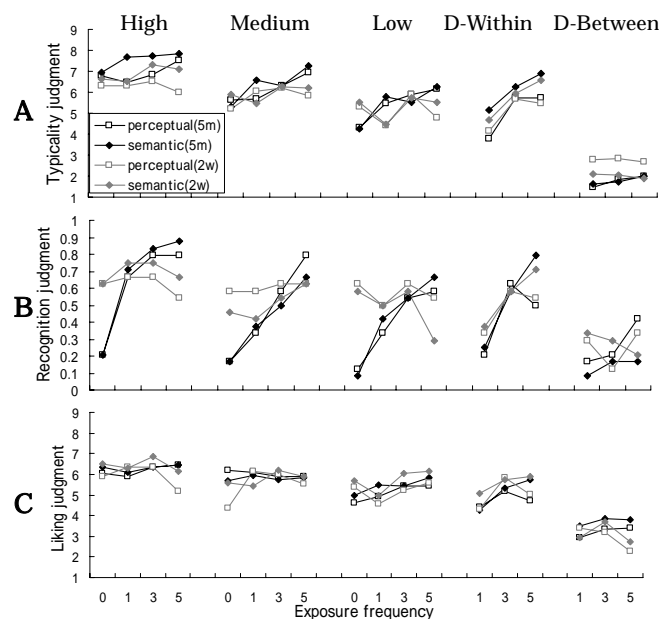 High Medium Low D-Within D-Between
A
Typicality judgment
9
8
7
6
5
4
3
2
1
perceptual(5m)
semantic(5m)
perceptual(2w)
semantic(2w)
B
Recognition judgment
1
0.9
0.8
0.7
0.6
0.5
0.4
0.3
0.2
0.1
0
C
Liking judgment
9
8
7
6
5
4
3
2
1
0 1 3 5 0 1 3 5 0 1 3 5 1 3 5 1 3 5
Exposure frequency